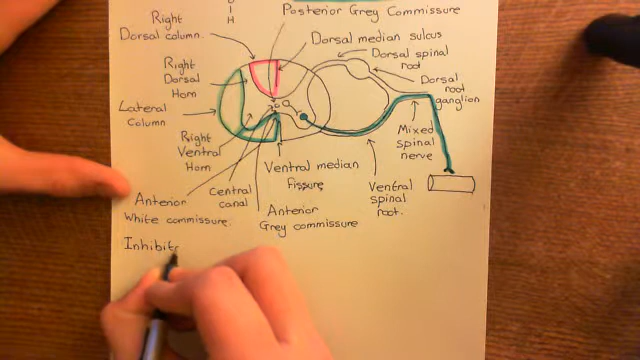 U
I
H
Posterior Grey Commissure
Right
Dorsal column.
Dorsal median sulcus
Dorsal spinal
root
Right
Dorsal
Horn
Dorsal
root
ganglion
Lateral
Column
Mixed
spinal
nerve
Right
Ventral
Horn
Ventral median
fissure
Central
canal
Ventral
spinal
root.
Anterior
White commissure.
Anterior
Grey commissure
Inhibito